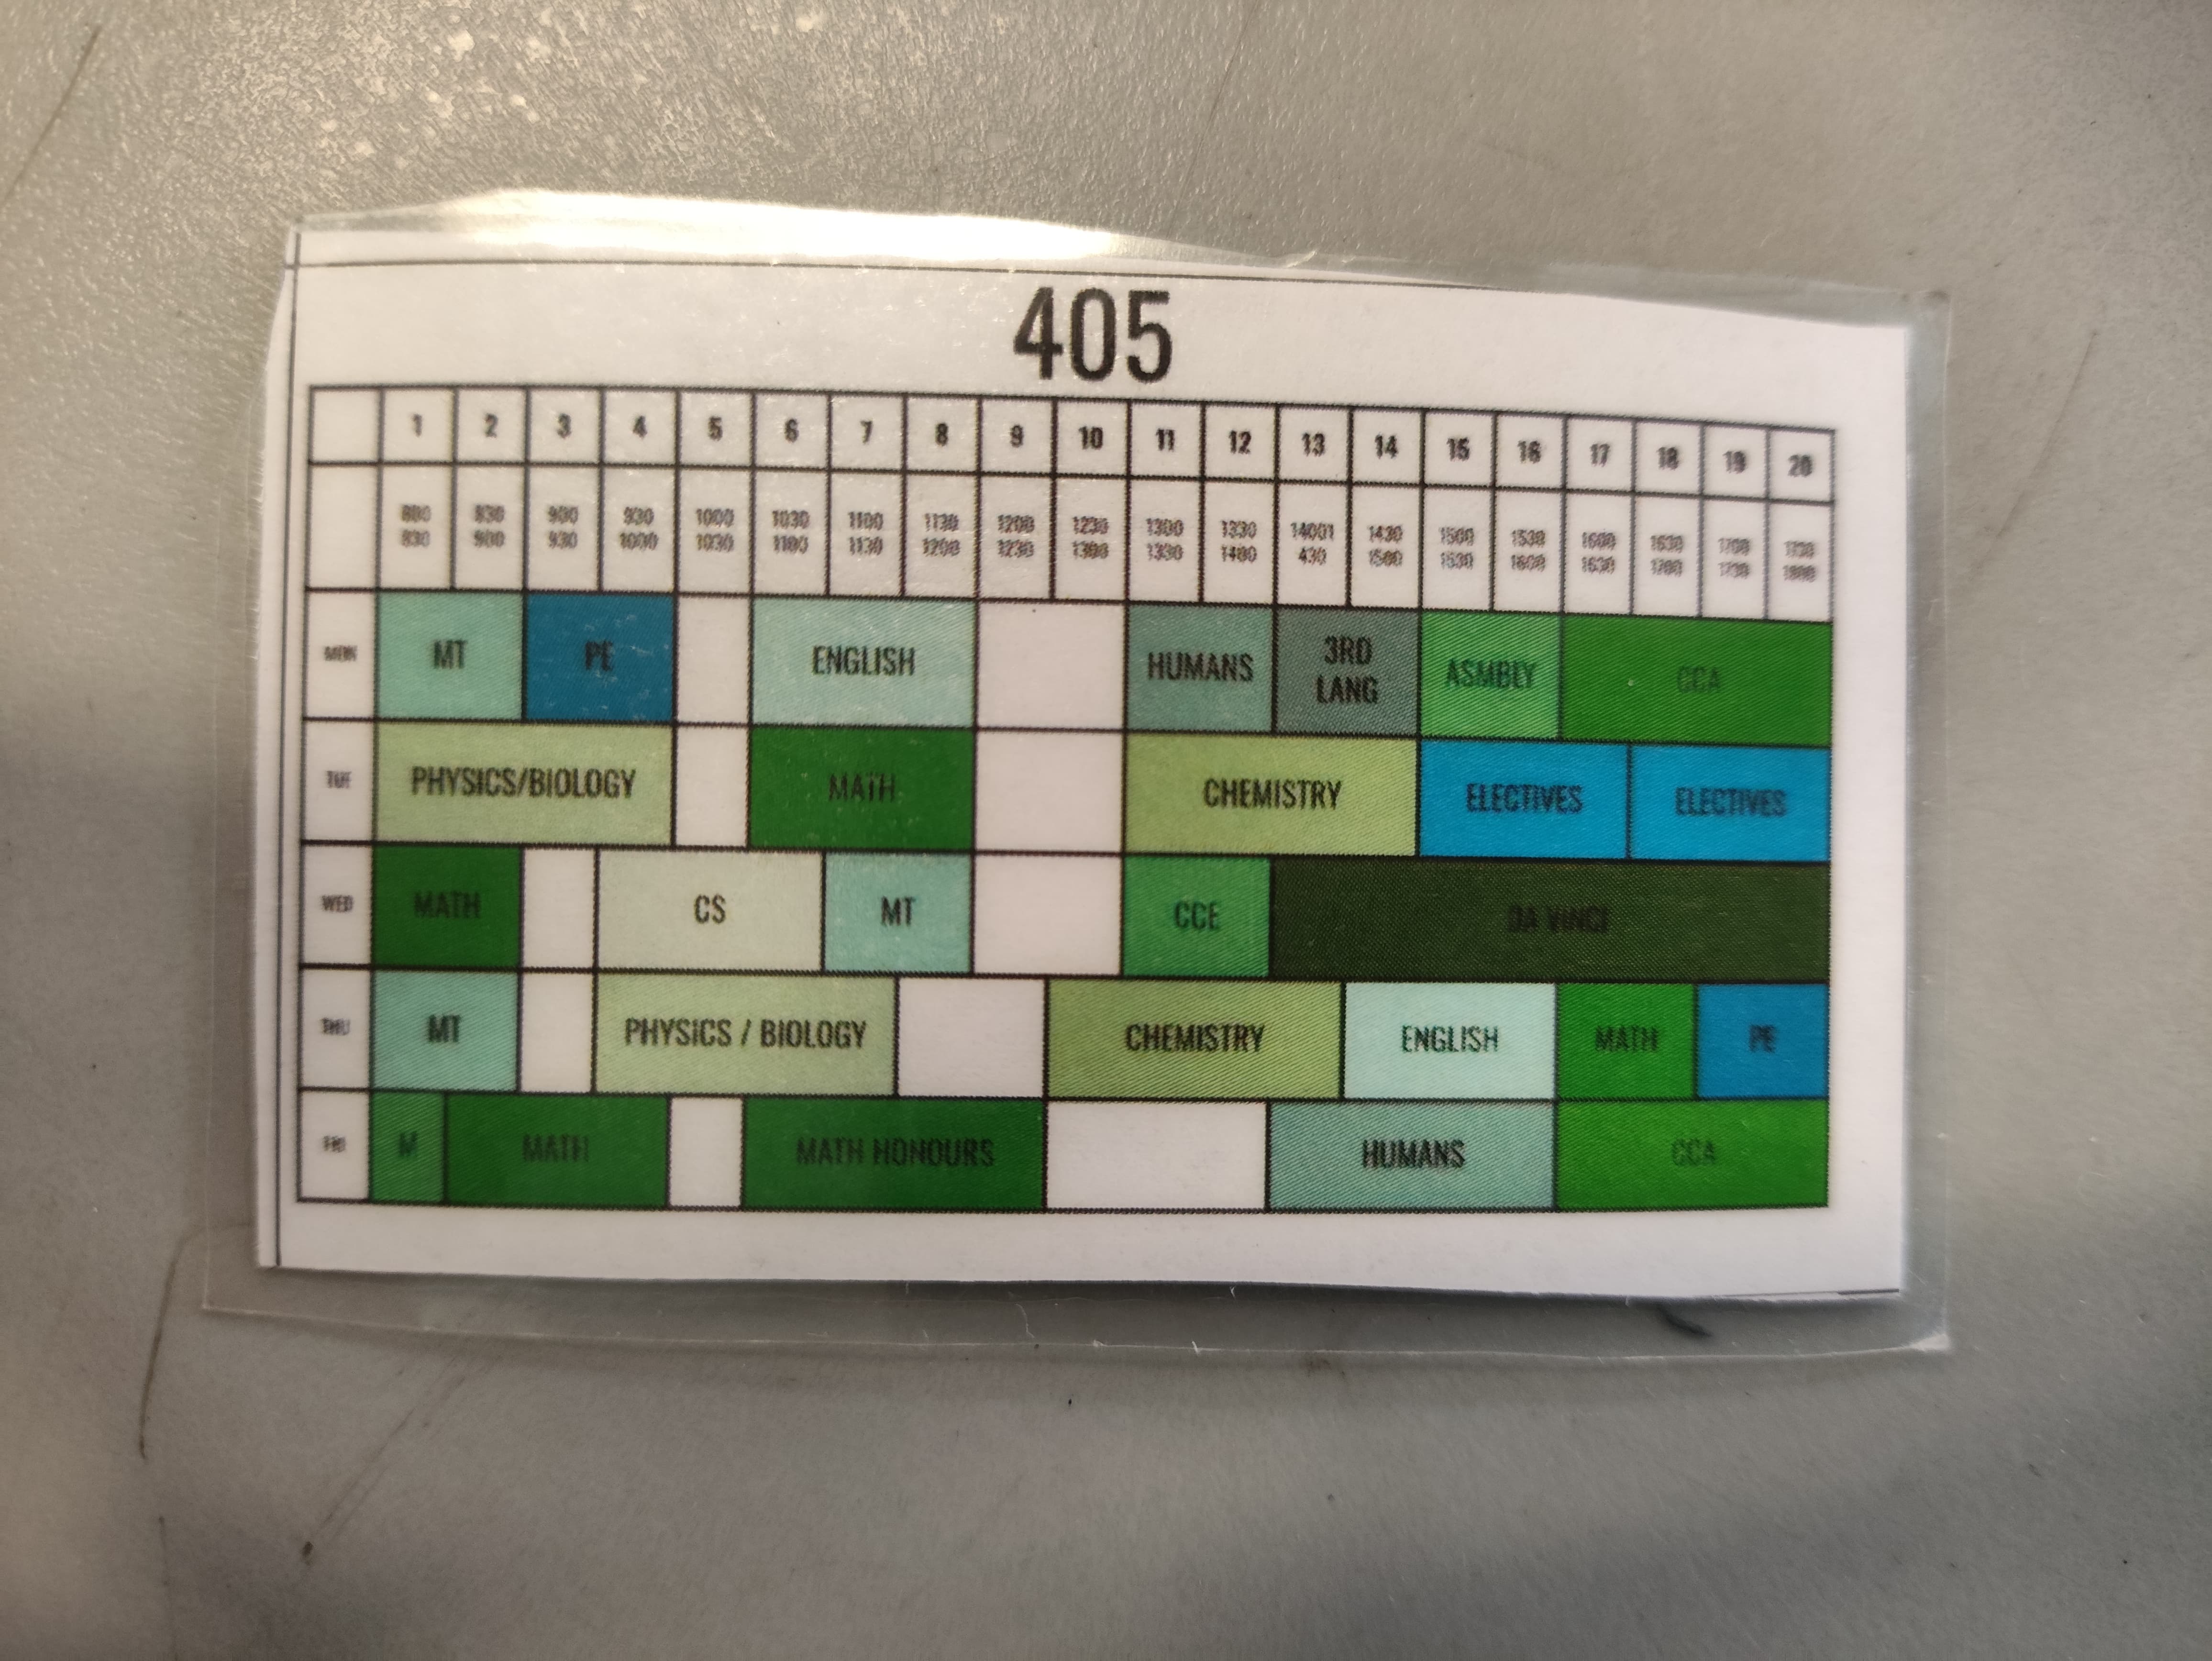 405
1 2 3 4 5 6 7 8 9 10 11 12 13 14 15 16 17 18 19 20
800 830 900 930 1000 1030 1100 1130 1200 1230 1300 1330 14001 1430 1500 1530 1600 1630 1700 1730
830 900 930 1000 1030 1100 1130 1200 1230 1300 1330 1400 430 1500 1530 1600 1630 1700 1730 1800
MON MT PE ENGLISH HUMANS 3RD LANG ASMBLY CCA
TUE PHYSICS/BIOLOGY MATH CHEMISTRY ELECTIVES ELECTIVES
WED MATH CS MT CCE DA VINCI
THU MT PHYSICS / BIOLOGY CHEMISTRY ENGLISH MATH PE
FRI M MATH MATH HONOURS HUMANS CCA